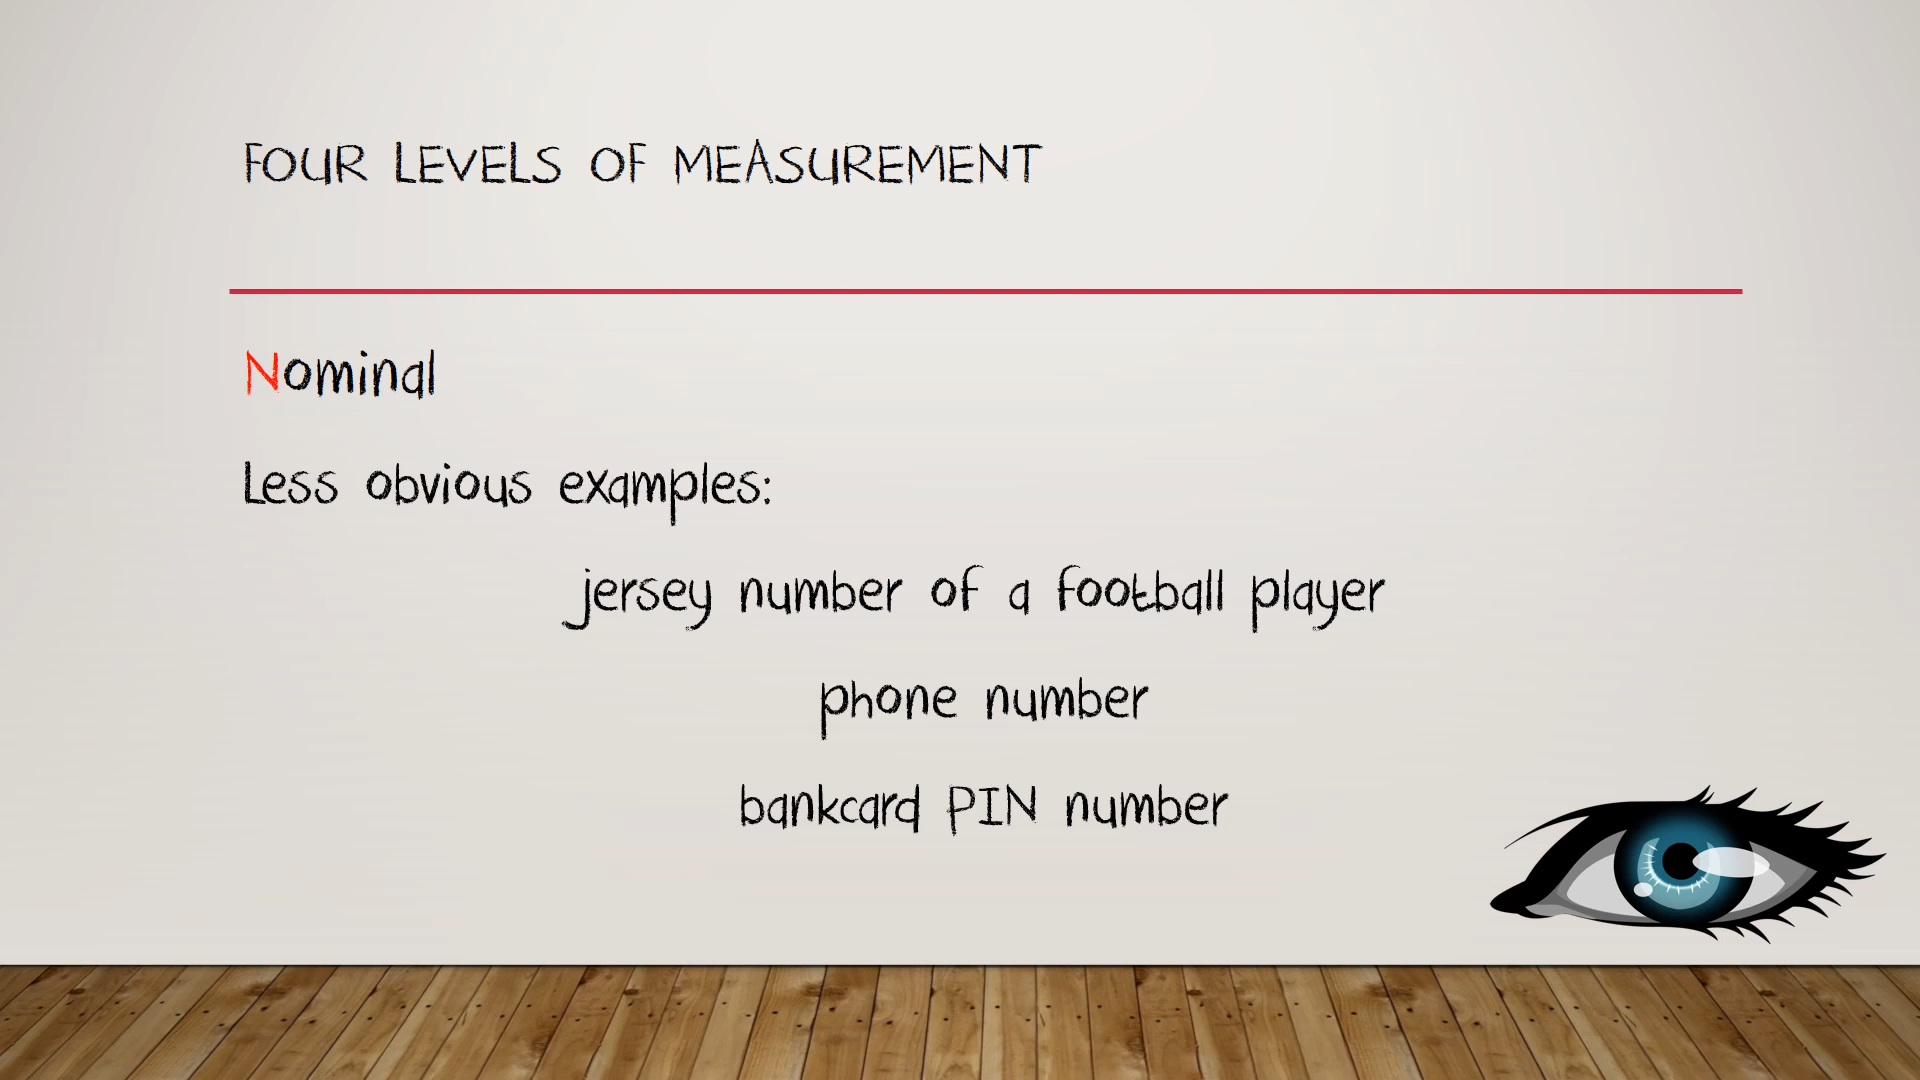 FOUR LEVELS OF MEASUREMENT
Nominal
Less obvious examples:
jersey number of a football player
phone number
bankcard PIN number